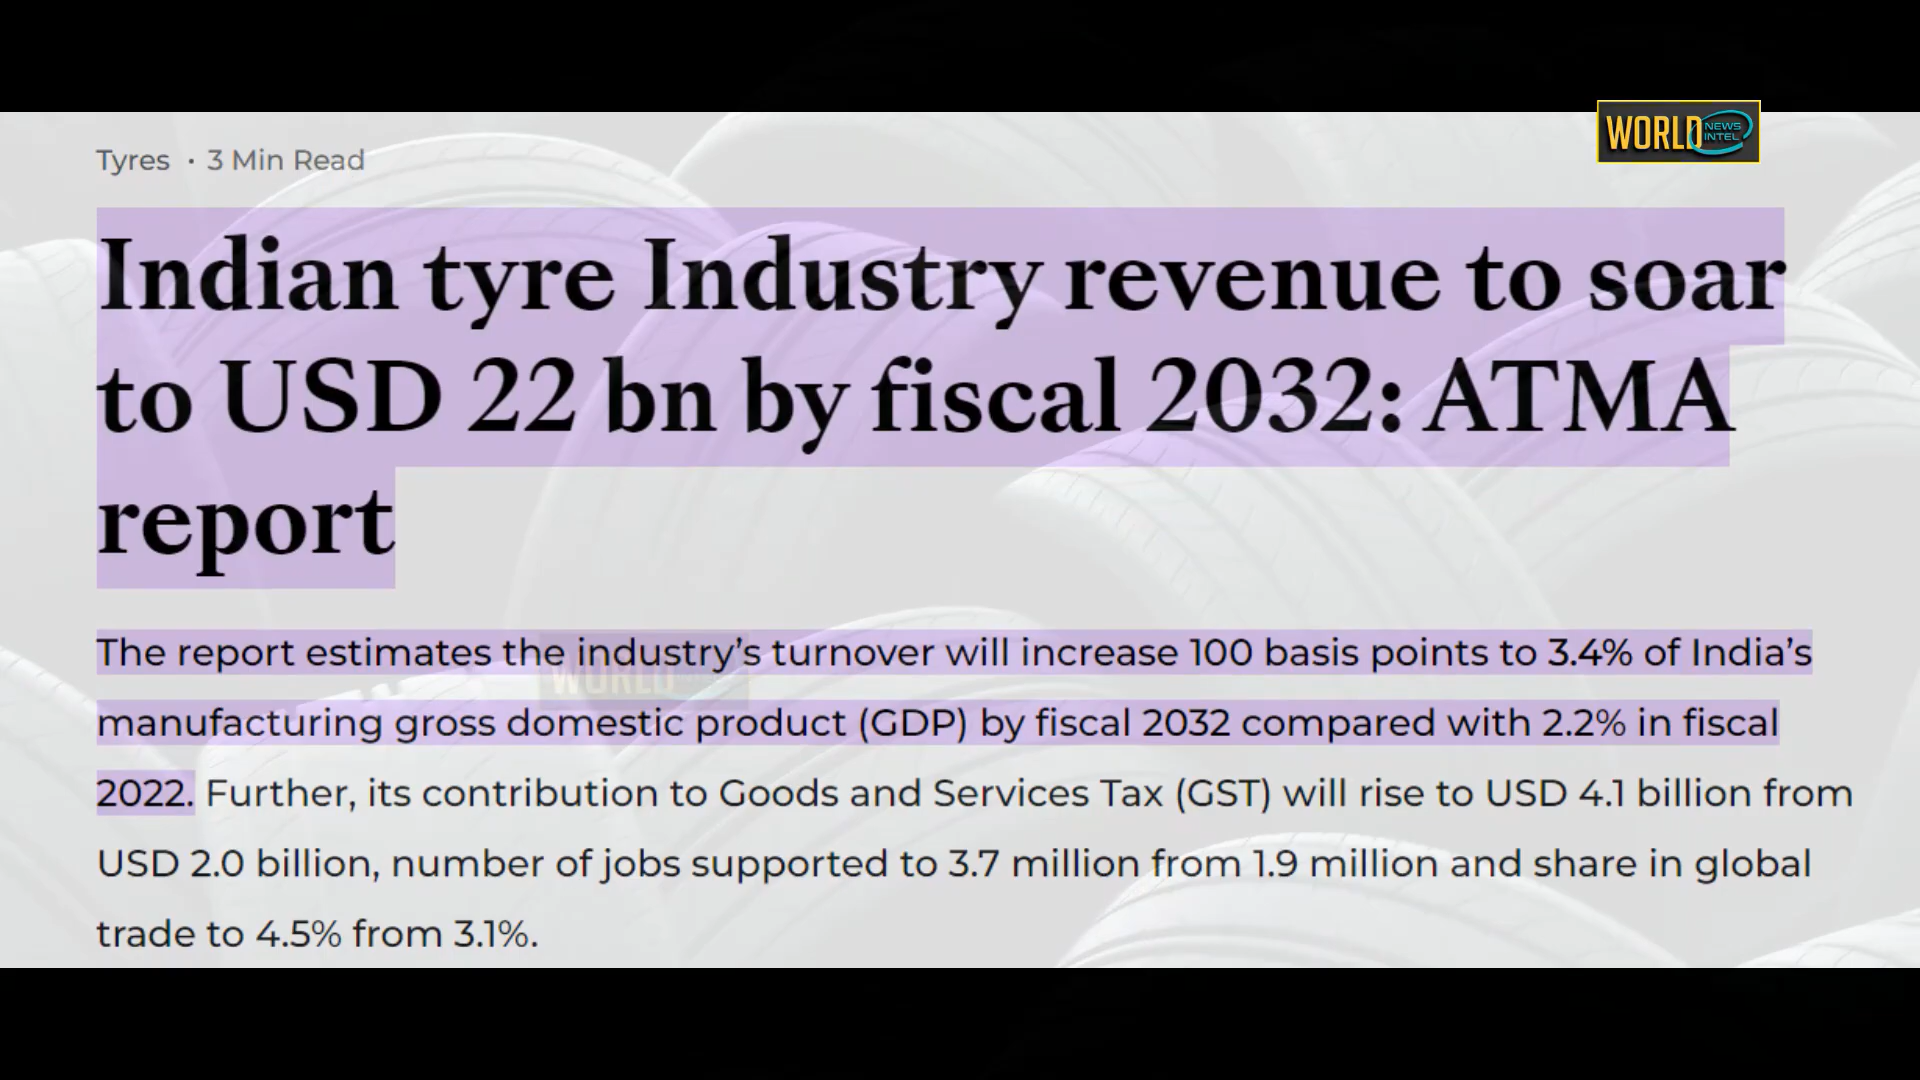 WORLD NEWS INTEL
Tyres • 3 Min Read
Indian tyre Industry revenue to soar
to USD 22 bn by fiscal 2032: ATMA
report
The report estimates the industry’s turnover will increase 100 basis points to 3.4% of India’s
manufacturing gross domestic product (GDP) by fiscal 2032 compared with 2.2% in fiscal
2022. Further, its contribution to Goods and Services Tax (GST) will rise to USD 4.1 billion from
USD 2.0 billion, number of jobs supported to 3.7 million from 1.9 million and share in global
trade to 4.5% from 3.1%.
WORLD